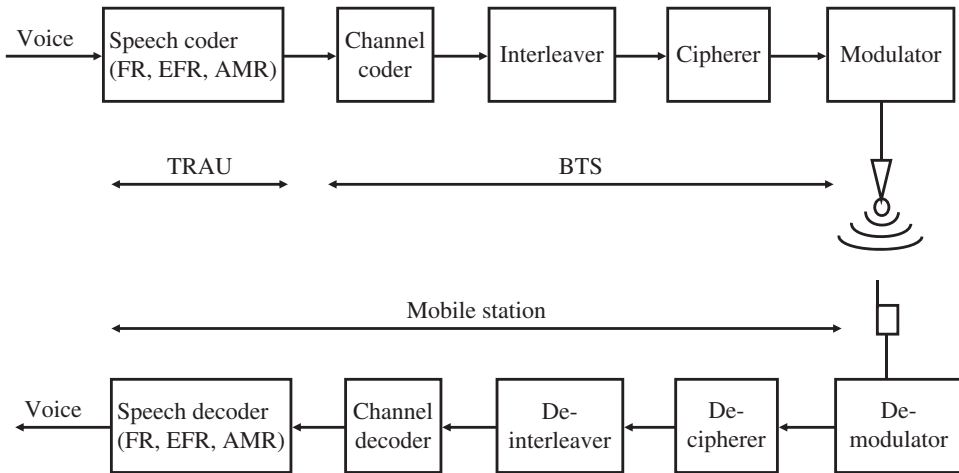 Voice
Speech coder
(FR, EFR, AMR)
Channel
coder
Interleaver
Cipherer
Modulator
TRAU
BTS
Mobile station
Voice
Speech decoder
(FR, EFR, AMR)
Channel
decoder
De-
interleaver
De-
cipherer
De-
modulator